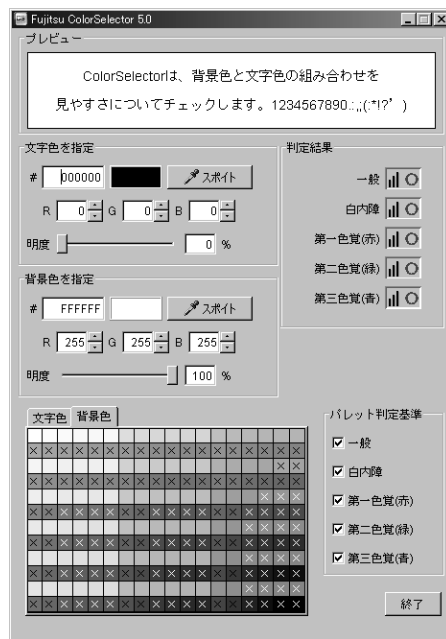 Fujitsu ColorSelector 5.0
プレビュー
ColorSelectorは、背景色と文字色の組み合わせを
見やすさについてチェックします。1234567890.:,;(:*!?’)
文字色を指定
# 000000 スポイト
R 0 G 0 B 0
明度 0 %
背景色を指定
# FFFFFF スポイト
R 255 G 255 B 255
明度 100 %
判定結果
一般
白内障
第一色覚(赤)
第二色覚(緑)
第三色覚(青)
文字色 背景色
パレット判定基準
一般
白内障
第一色覚(赤)
第二色覚(緑)
第三色覚(青)
終了